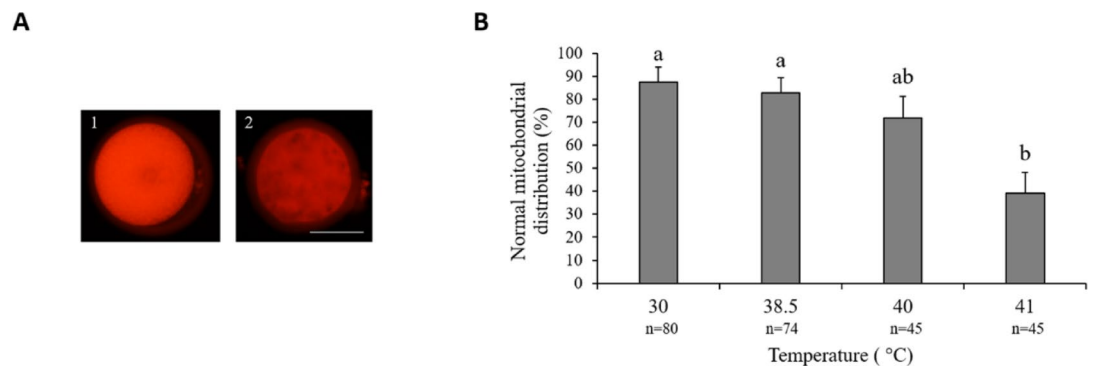 A
B
1
2
Normal mitochondrial
distribution (%)
100
90
80
70
60
50
40
30
20
10
0
a
a
ab
b
30
38.5
40
41
n=80
n=74
n=45
n=45
Temperature ( °C)